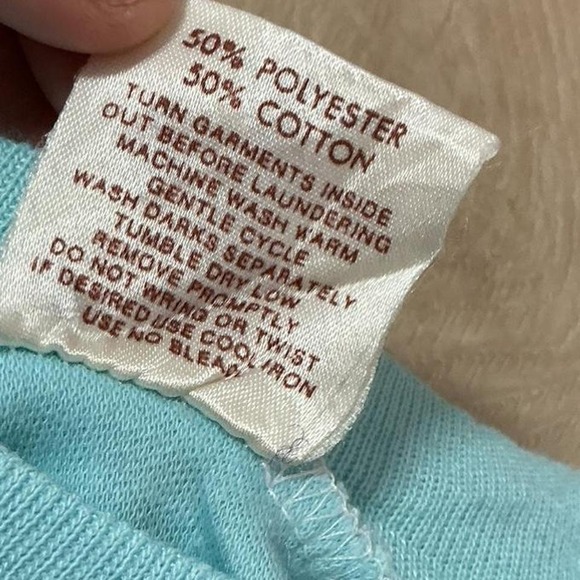 50% POLYESTER
50% COTTON
TURN GARMENTS INSIDE
OUT BEFORE LAUNDERING
MACHINE WASH WARM
GENTLE CYCLE
WASH DARKS SEPARATELY
TUMBLE DRY LOW
REMOVE PROMPTLY
DO NOT WRING OR TWIST
IF DESIRED USE COOL IRON
USE NO BLEACH